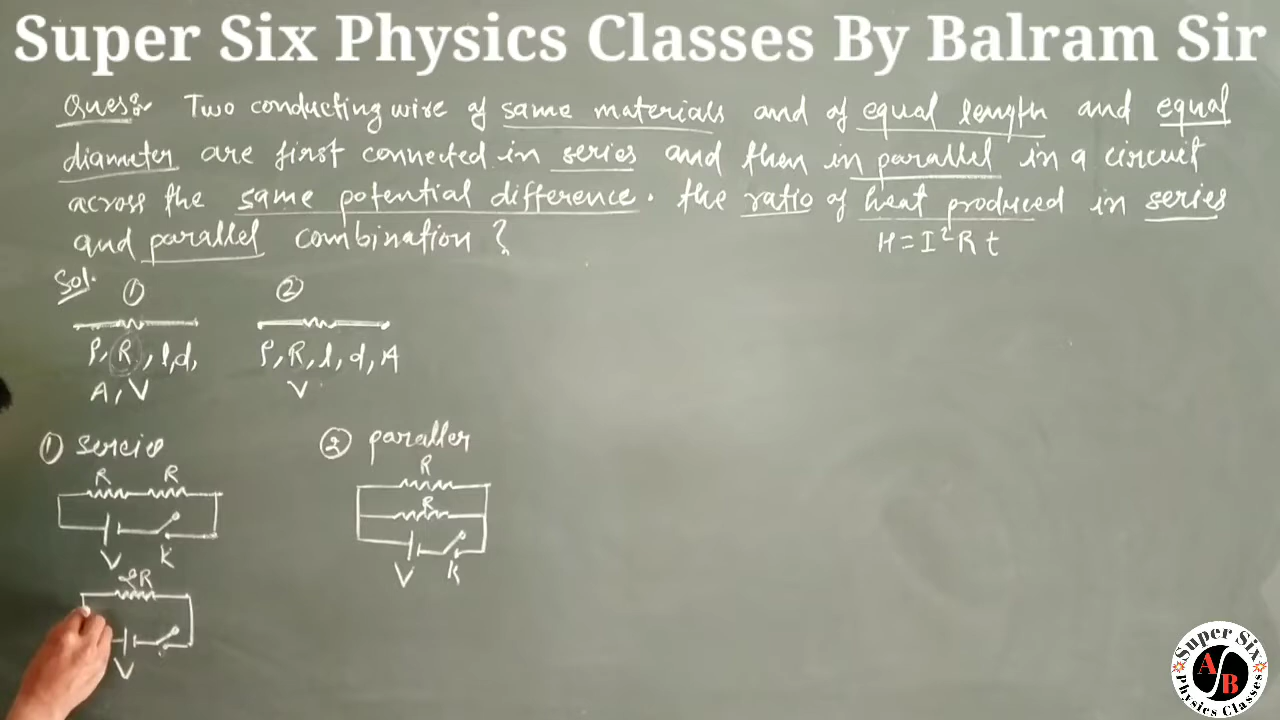 Super Six Physics Classes By Balram Sir
Ques:- Two conducting wire of same materials and of equal length and equal
diameter are first connected in series and then in parallel in a circuit
across the same potential difference. the ratio of heat produced in series
and parallel combination ?
H = I²Rt
Sol.
① ②
ρ, R, l, d,
A, V
ρ, R, l, d, A
V
① sereis
R R
V K
2R
V
② paraller
R
R
V K
Super Six
A B
Physics Classes